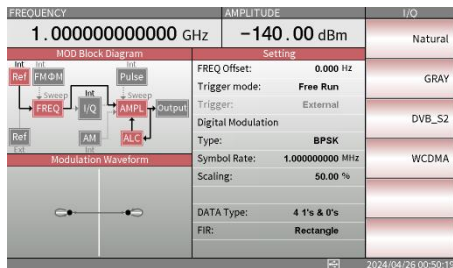 FREQUENCY AMPLITUDE I/Q
1.000000000000 GHz -140.00 dBm
Natural
GRAY
DVB_S2
WCDMA
MOD Block Diagram
Int Int
Ref FMΦM Pulse
Sweep Int Sweep
FREQ I/Q AMPL Output
Ref AM ALC
Ext Int
Modulation Waveform
Setting
FREQ Offset: 0.000 Hz
Trigger mode: Free Run
Trigger: External
Digital Modulation
Type: BPSK
Symbol Rate: 1.000000000 MHz
Scaling: 50.00 %
DATA Type: 4 1's & 0's
FIR: Rectangle
2024/04/26 00:50:19